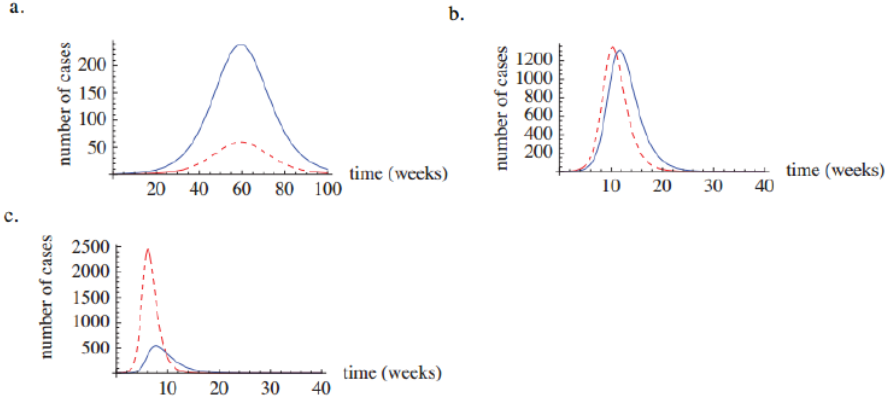 a.
number of cases
200
150
100
50
20 40 60 80 100
time (weeks)
b.
number of cases
1200
1000
800
600
400
200
10 20 30 40
time (weeks)
c.
number of cases
2500
2000
1500
1000
500
10 20 30 40
time (weeks)